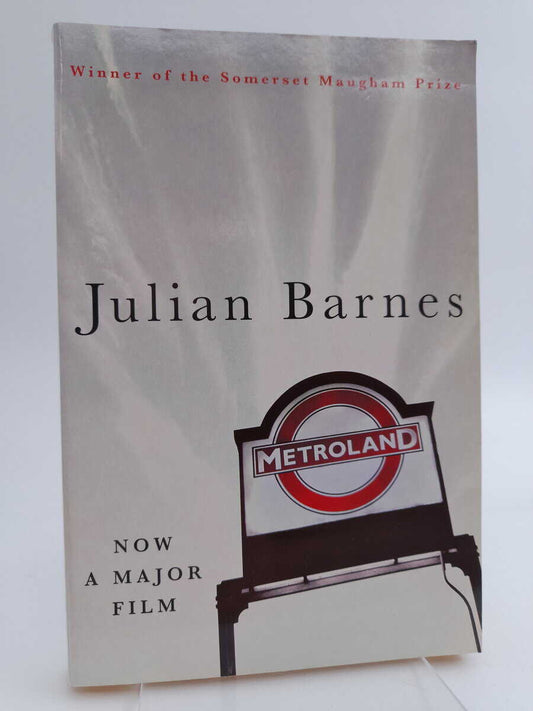 Winner of the Somerset Maugham Prize
Julian Barnes
METROLAND
NOW
A MAJOR
FILM